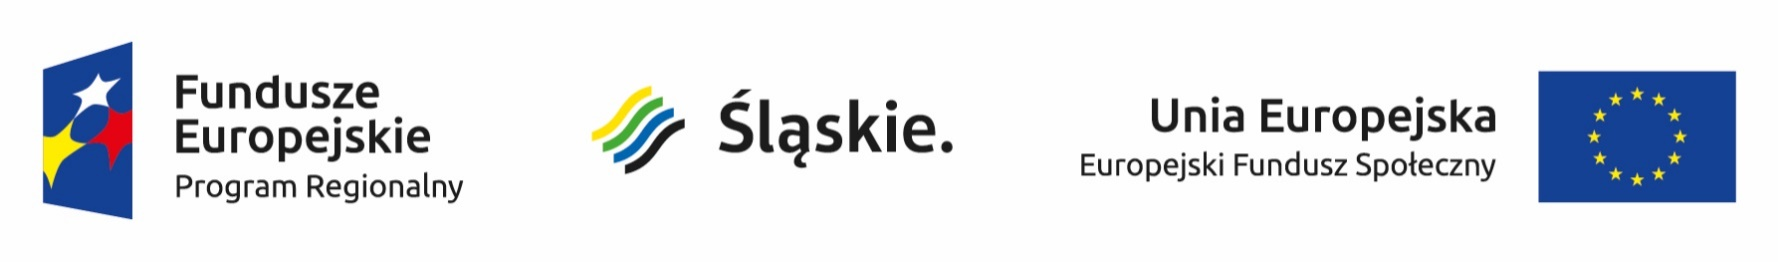 Fundusze
Europejskie
Program Regionalny
Śląskie.
Unia Europejska
Europejski Fundusz Społeczny